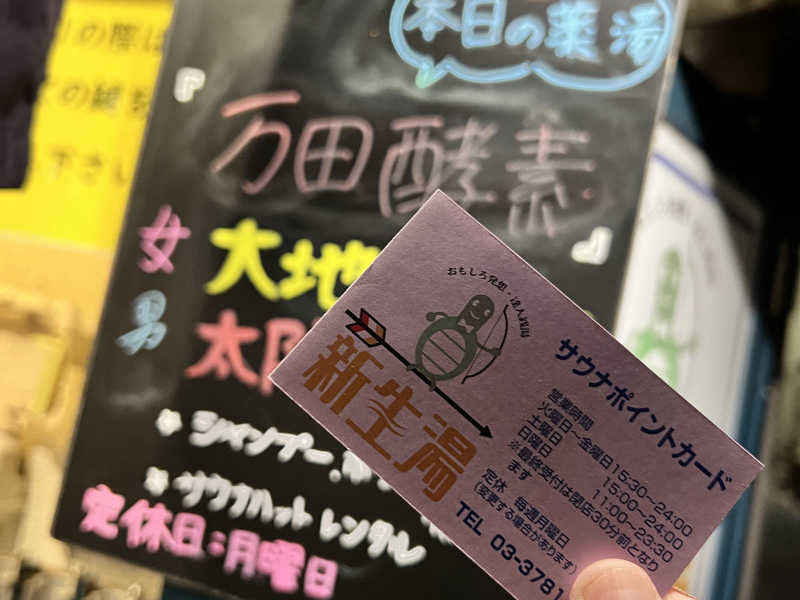 本日の薬湯
『万田酵素』
女 大地
男 太陽
シャンプー、
サウナハットレンタル
定休日:月曜日
おもしろ発想・達人銭湯
新生湯
サウナポイントカード
営業時間
火曜日〜金曜日 15:30〜24:00
土曜日 15:00〜24:00
日曜日 11:00〜23:30
※最終受付は閉店30分前となり
ます
定休 毎週月曜日
(変更する場合があります)
TEL 03-3781